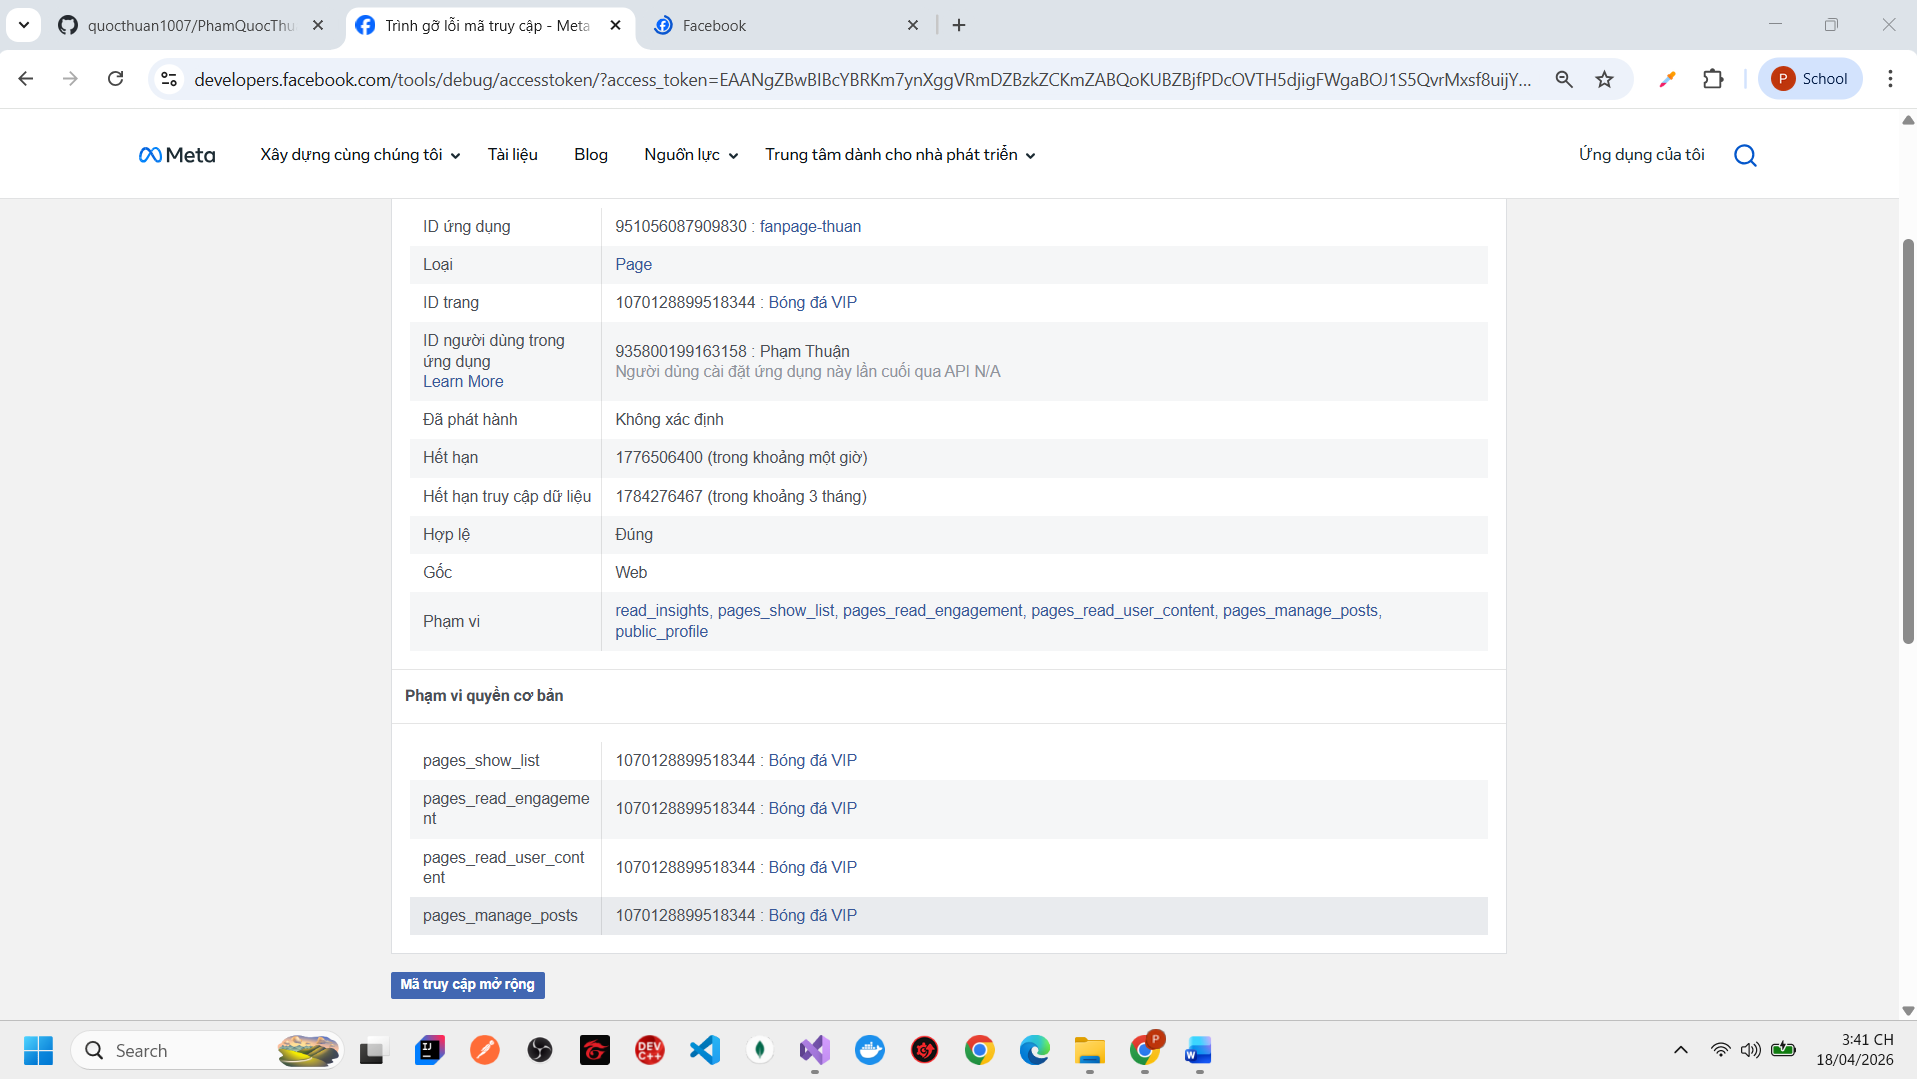 quocthuan1007/PhamQuocThu
Trình gỡ lỗi mã truy cập - Meta
Facebook
developers.facebook.com/tools/debug/accesstoken/?access_token=EAANgZBwBIBcYBRKm7ynXggVRmDZBzkZCKmZABQoKUBZBjfPDcOVTH5djigFWgaBOJ1S5QvrMxsf8uijY...
P School
Meta
Xây dựng cùng chúng tôi
Tài liệu
Blog
Nguồn lực
Trung tâm dành cho nhà phát triển
Ứng dụng của tôi
ID ứng dụng 951056087909830 : fanpage-thuan
Loại Page
ID trang 1070128899518344 : Bóng đá VIP
ID người dùng trong
ứng dụng
Learn More
935800199163158 : Phạm Thuận
Người dùng cài đặt ứng dụng này lần cuối qua API N/A
Đã phát hành Không xác định
Hết hạn 1776506400 (trong khoảng một giờ)
Hết hạn truy cập dữ liệu 1784276467 (trong khoảng 3 tháng)
Hợp lệ Đúng
Gốc Web
Phạm vi
read_insights, pages_show_list, pages_read_engagement, pages_read_user_content, pages_manage_posts,
public_profile
Phạm vi quyền cơ bản
pages_show_list 1070128899518344 : Bóng đá VIP
pages_read_engageme
nt
1070128899518344 : Bóng đá VIP
pages_read_user_cont
ent
1070128899518344 : Bóng đá VIP
pages_manage_posts 1070128899518344 : Bóng đá VIP
Mã truy cập mở rộng
Search
IJ
DEV
C++
P
W
3:41 CH
18/04/2026